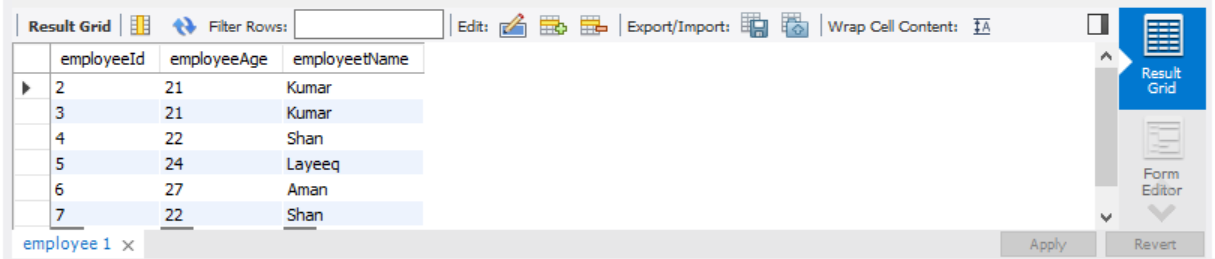 Result Grid Filter Rows: Edit: Export/Import: Wrap Cell Content: IA
employeeId employeeAge employeetName
2 21 Kumar
3 21 Kumar
4 22 Shan
5 24 Layeeq
6 27 Aman
7 22 Shan
Result
Grid
Form
Editor
employee 1 Apply Revert